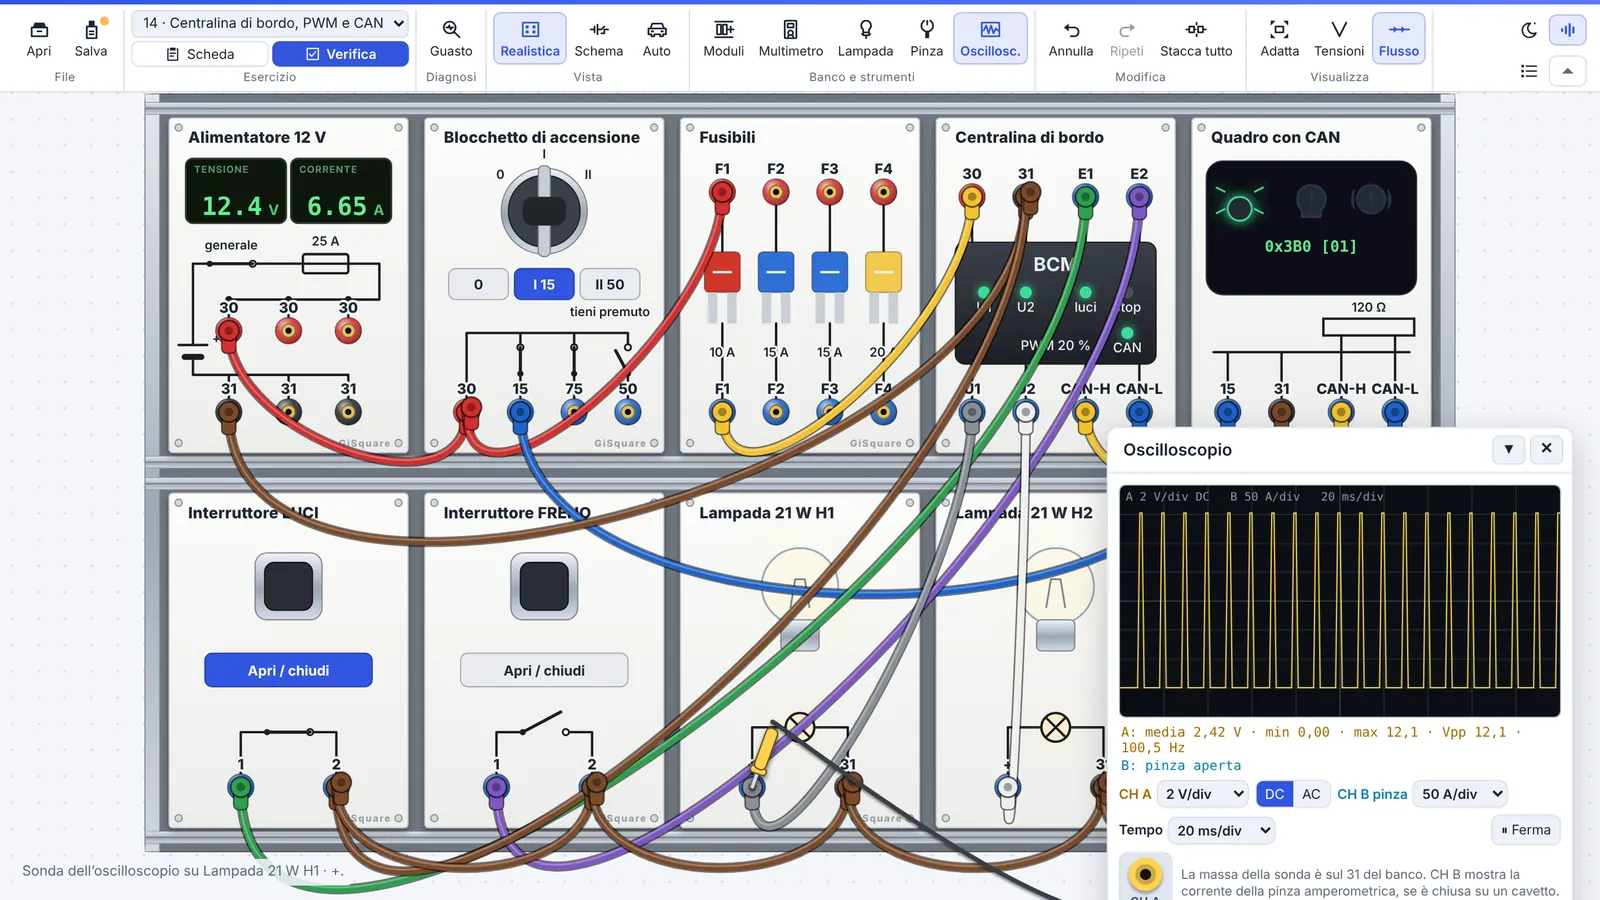 Apri
Salva
File
14 · Centralina di bordo, PWM e CAN
Scheda
Verifica
Esercizio
Guasto
Diagnosi
Realistica
Schema
Auto
Vista
Moduli
Multimetro
Lampada
Pinza
Oscillosc.
Banco e strumenti
Annulla
Ripeti
Stacca tutto
Modifica
Adatta
Tensioni
Flusso
Visualizza
Alimentatore 12 V
TENSIONE
12.4 V
CORRENTE
6.65 A
generale
25 A
30
30
30
+
31
31
31
GiSquare
Blocchetto di accensione
0
I
II
0
I 15
II 50
tieni premuto
30
15
75
50
GiSquare
Fusibili
F1
F2
F3
F4
10 A
15 A
15 A
F1
F2
F3
F4
GiSquare
Centralina di bordo
30
31
E1
E2
U2
luci
PWM 20 %
CAN
CAN-H
CAN-L
Quadro con CAN
0x3B0 [01]
120 Ω
15
31
CAN-H
CAN-L
Interruttore LUCI
Apri / chiudi
1
2
Interruttore FRENO
Apri / chiudi
1
2
Lampada 21 W H1
31
Lampada 21 W H2
Oscilloscopio
▼
✕
A 2 V/div DC B 50 A/div 20 ms/div
A: media 2,42 V · min 0,00 · max 12,1 · Vpp 12,1 ·
100,5 Hz
B: pinza aperta
CH A
2 V/div
DC
AC
CH B pinza
50 A/div
Tempo
20 ms/div
Ferma
La massa della sonda è sul 31 del banco. CH B mostra la
corrente della pinza amperometrica, se è chiusa su un cavetto.
Sonda dell'oscilloscopio su Lampada 21 W H1 · +.